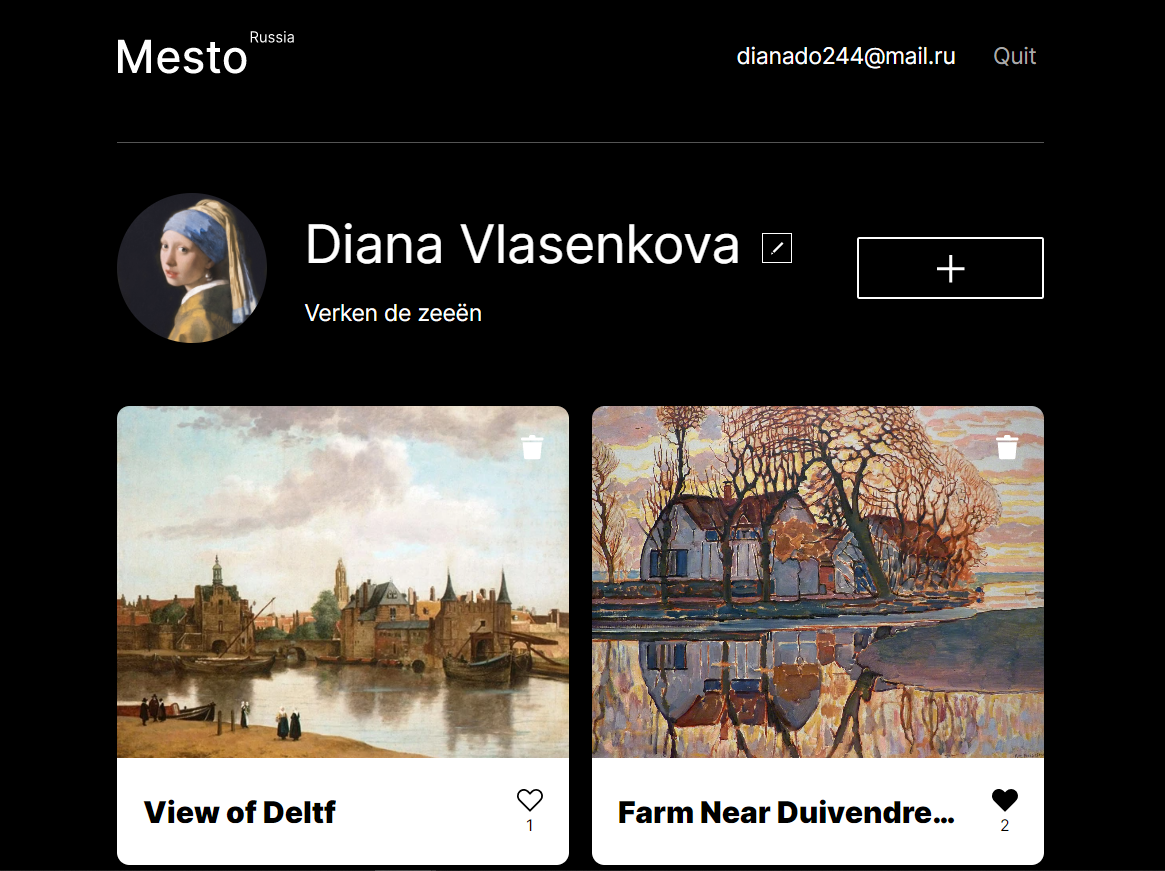 Mesto Russia
dianado244@mail.ru Quit
Diana Vlasenkova
Verken de zeeën
View of Deltf
1
Farm Near Duivendre...
2